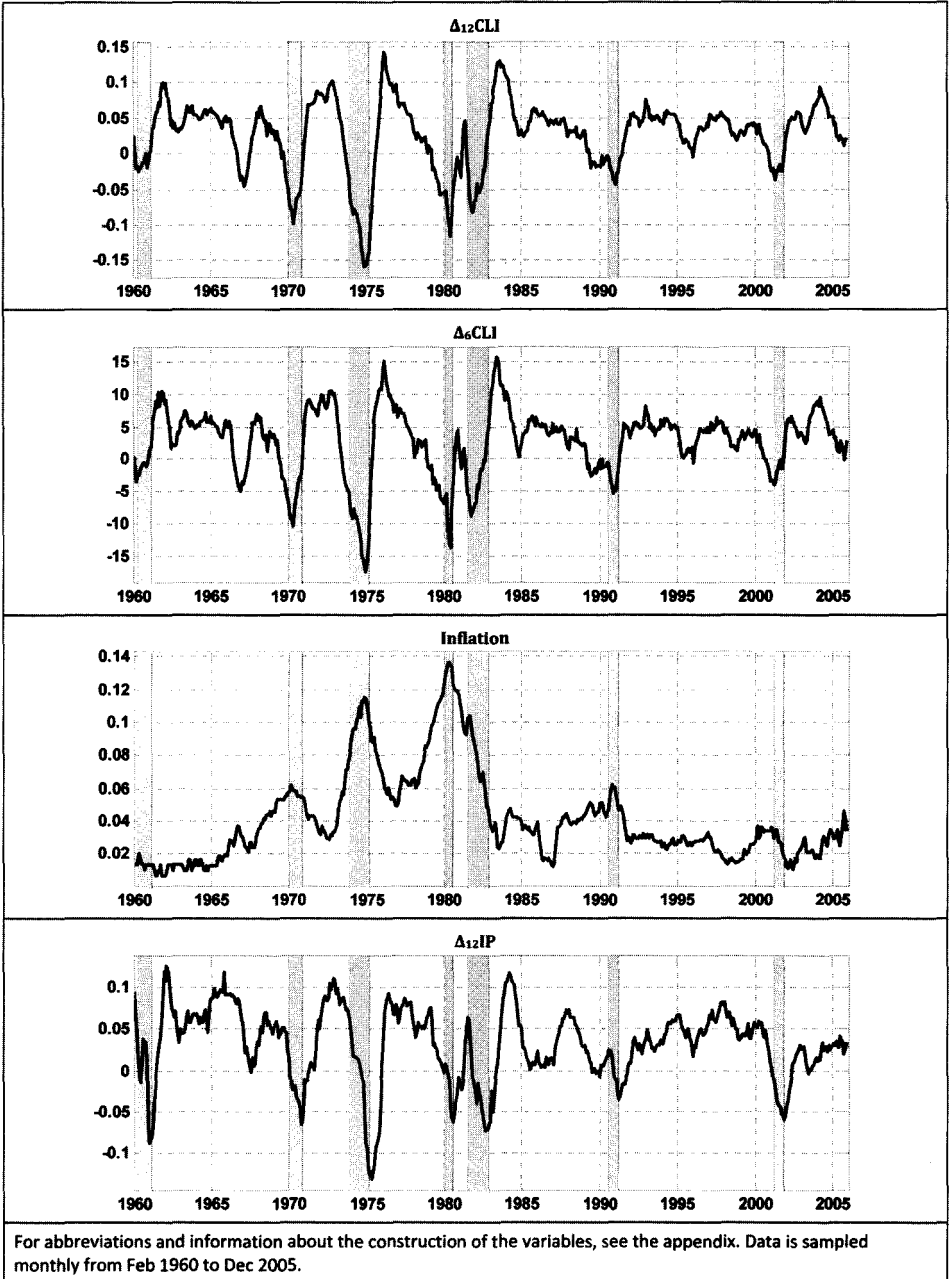 Δ₁₂CLI
0.15
0.1
0.05
0
-0.05
-0.1
-0.15
1960 1965 1970 1975 1980 1985 1990 1995 2000 2005
Δ₆CLI
15
10
5
0
-5
-10
-15
1960 1965 1970 1975 1980 1985 1990 1995 2000 2005
Inflation
0.14
0.12
0.1
0.08
0.06
0.04
0.02
1960 1965 1970 1975 1980 1985 1990 1995 2000 2005
Δ₁₂IP
0.1
0.05
0
-0.05
-0.1
1960 1965 1970 1975 1980 1985 1990 1995 2000 2005
For abbreviations and information about the construction of the variables, see the appendix. Data is sampled
monthly from Feb 1960 to Dec 2005.